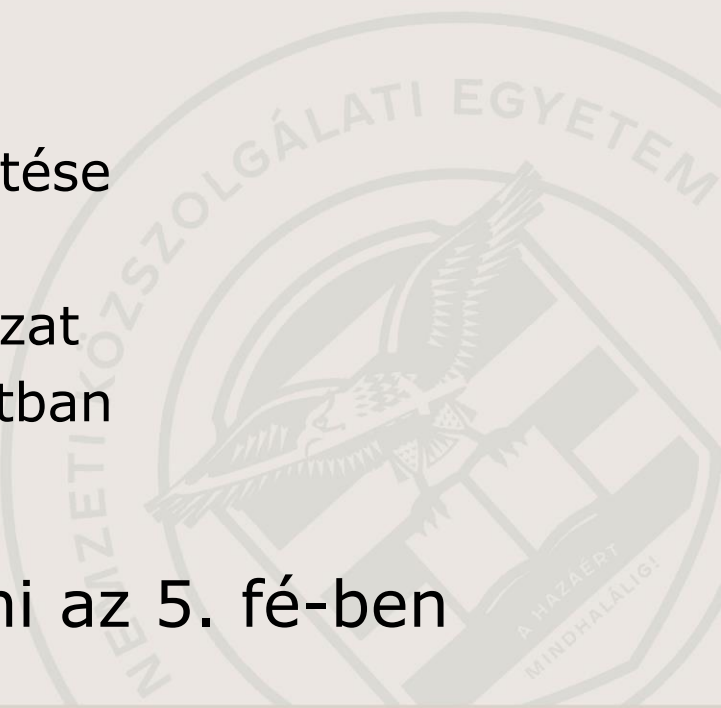 NEMZETI KÖZSZOLGÁLATI EGYETEM
tése
zat
tban
ni az 5. fé-ben
A HAZÁÉRT
MINDHALÁLIG!